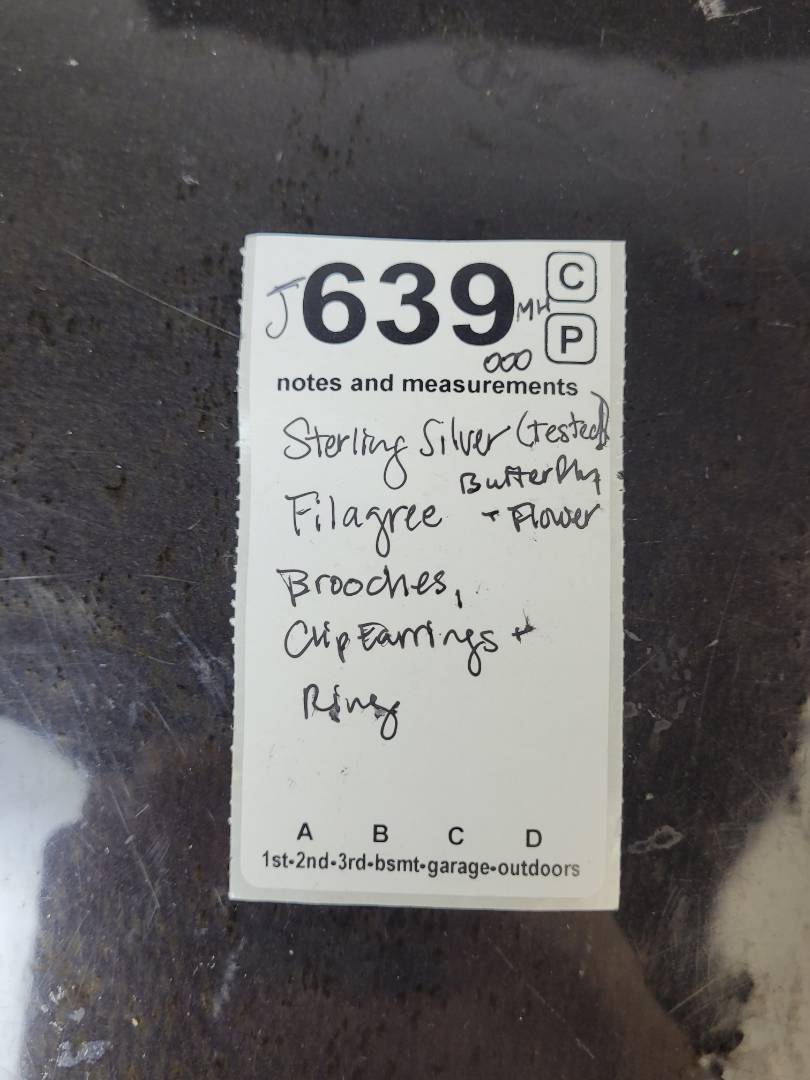 J639 MH C
000 P
notes and measurements
Sterling Silver (tested)
Butterfly
Filagree + Flower
Brooches,
Clip Earrings +
Ring
A B C D
1st-2nd-3rd-bsmt-garage-outdoors